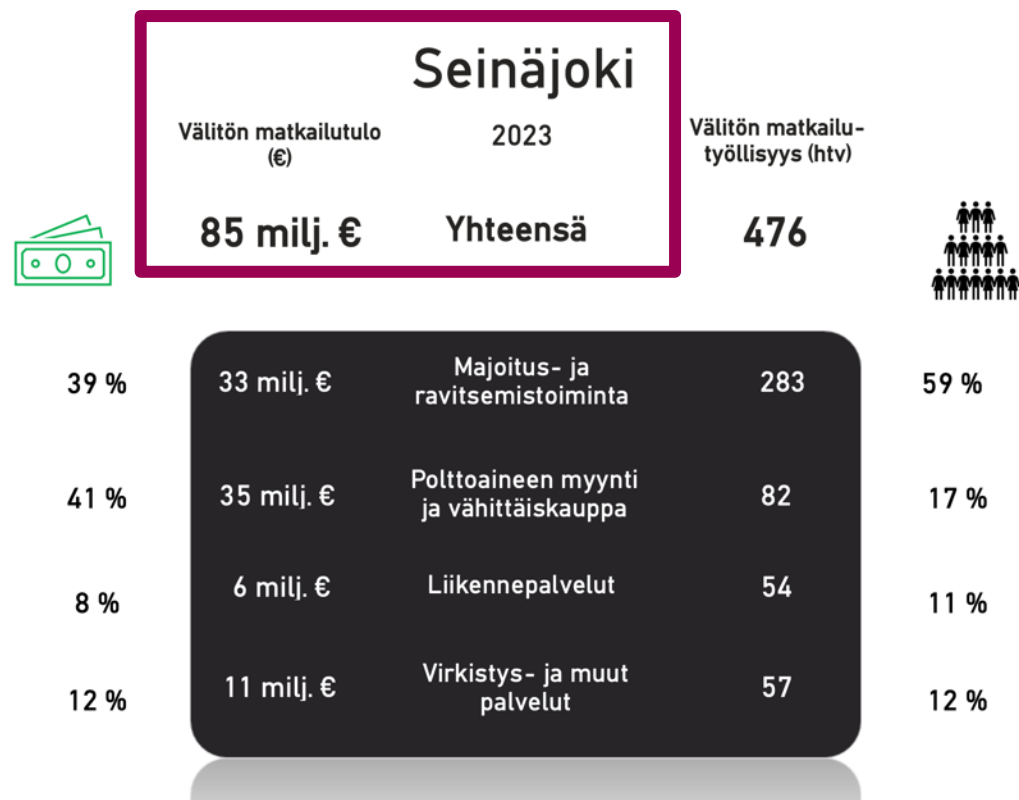 Seinäjoki
Välitön matkailutulo
(€)
2023
Välitön matkailu-
työllisyys (htv)
85 milj. €
Yhteensä
476
39 %
33 milj. €
Majoitus- ja
ravitsemistoiminta
283
59 %
41 %
35 milj. €
Polttoaineen myynti
ja vähittäiskauppa
82
17 %
8 %
6 milj. €
Liikennepalvelut
54
11 %
12 %
11 milj. €
Virkistys- ja muut
palvelut
57
12 %